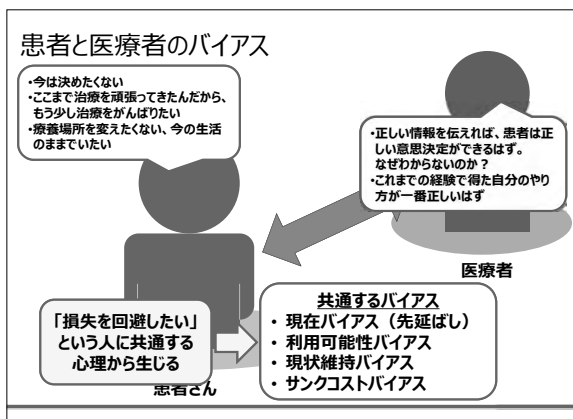 患者と医療者のバイアス
・今は決めたくない
・ここまで治療を頑張ってきたんだから、
もう少し治療をがんばりたい
・療養場所を変えたくない、今の生活
のままでいたい
・正しい情報を伝えれば、患者は正
しい意思決定ができるはず。
なぜわからないのか？
・これまでの経験で得た自分のやり
方が一番正しいはず
医療者
「損失を回避したい」
という人に共通する
心理から生じる
患者さん
共通するバイアス
・ 現在バイアス（先延ばし）
・ 利用可能性バイアス
・ 現状維持バイアス
・ サンクコストバイアス